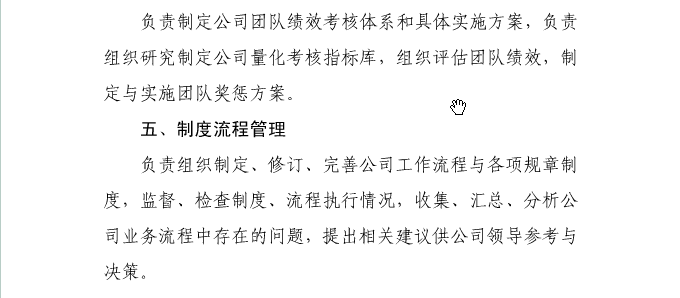 负责制定公司团队绩效考核体系和具体实施方案，负责
组织研究制定公司量化考核指标库，组织评估团队绩效，制
定与实施团队奖惩方案。
五、制度流程管理
负责组织制定、修订、完善公司工作流程与各项规章制
度，监督、检查制度、流程执行情况，收集、汇总、分析公
司业务流程中存在的问题，提出相关建议供公司领导参考与
决策。